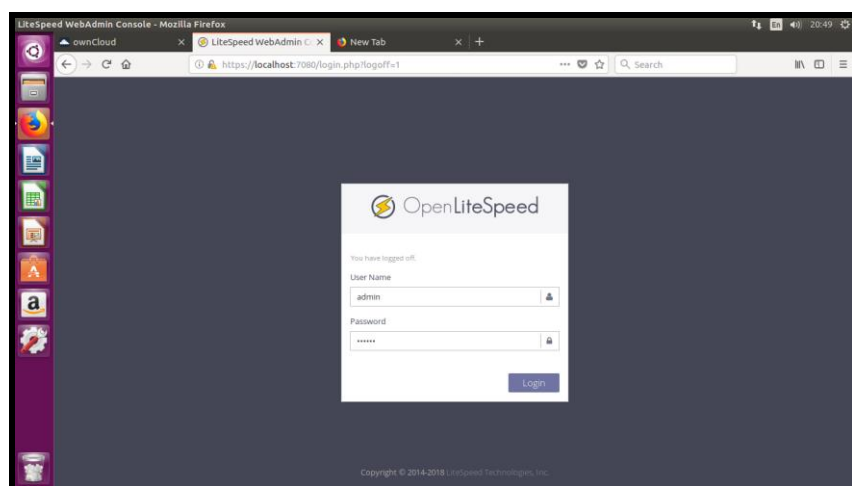 LiteSpeed WebAdmin Console - Mozilla Firefox
En 20:49
ownCloud
LiteSpeed WebAdmin C
New Tab
https://localhost:7080/login.php?logoff=1
Search
OpenLiteSpeed
You have logged off.
User Name
admin
Password
••••••
Login
Copyright © 2014-2018 LiteSpeed Technologies, Inc.